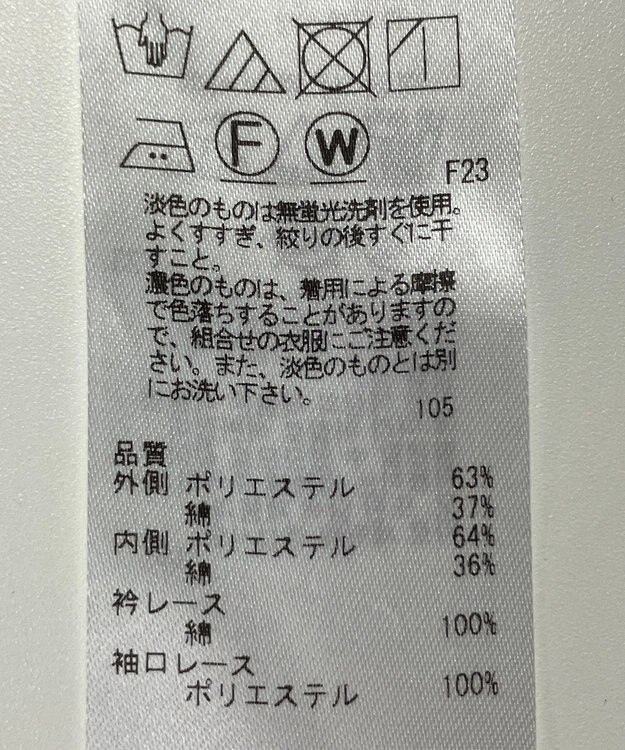 F W F23
淡色のものは無蛍光洗剤を使用。
よくすすぎ、絞りの後すぐに干
すこと。
濃色のものは、着用による摩擦
で色落ちすることがありますの
で、組合せの衣服にご注意くだ
さい。また、淡色のものとは別
にお洗い下さい。
105
品質
外側 ポリエステル 63%
綿 37%
内側 ポリエステル 64%
綿 36%
衿レース
綿 100%
袖口レース
ポリエステル 100%